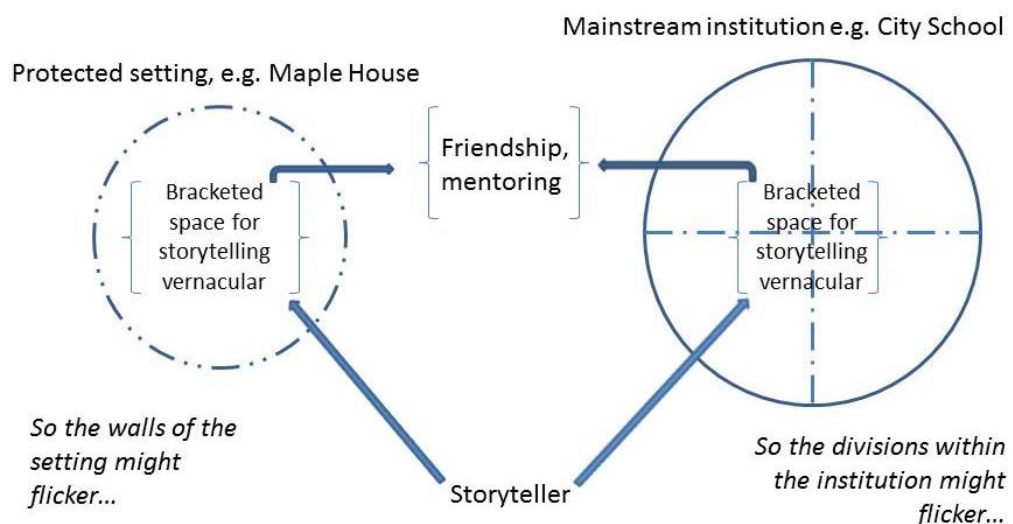 Mainstream institution e.g. City School
Protected setting, e.g. Maple House
Friendship,
mentoring
Bracketed
space for
storytelling
vernacular
Bracketed
space for
storytelling
vernacular
So the walls of the
setting might
flicker...
So the divisions within
the institution might
flicker...
Storyteller